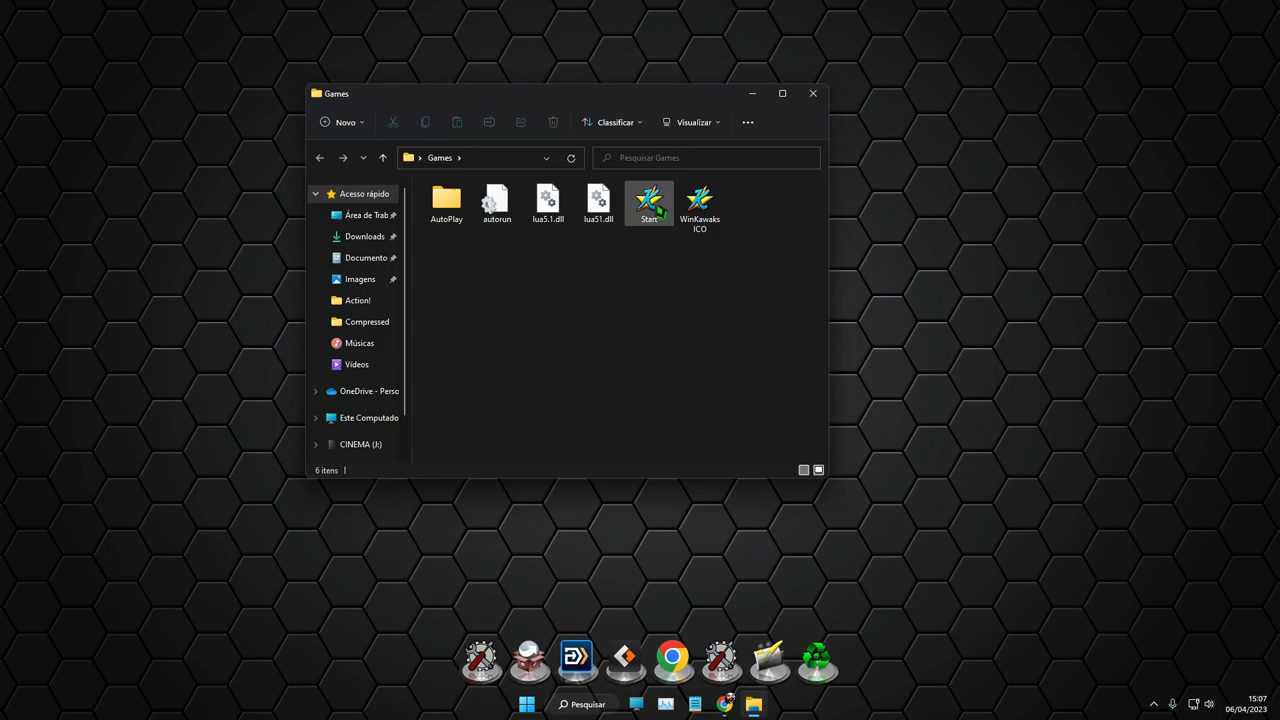 Games
Novo
Classificar
Visualizar
Games
Pesquisar Games
Acesso rápido
Área de Trab
Downloads
Documento
Imagens
Action!
Compressed
Músicas
Vídeos
OneDrive - Perso
Este Computado
CINEMA (J:)
AutoPlay
autorun
lua5.1.dll
lua51.dll
Start
WinKawaks
ICO
6 itens
Pesquisar
15:07
06/04/2023